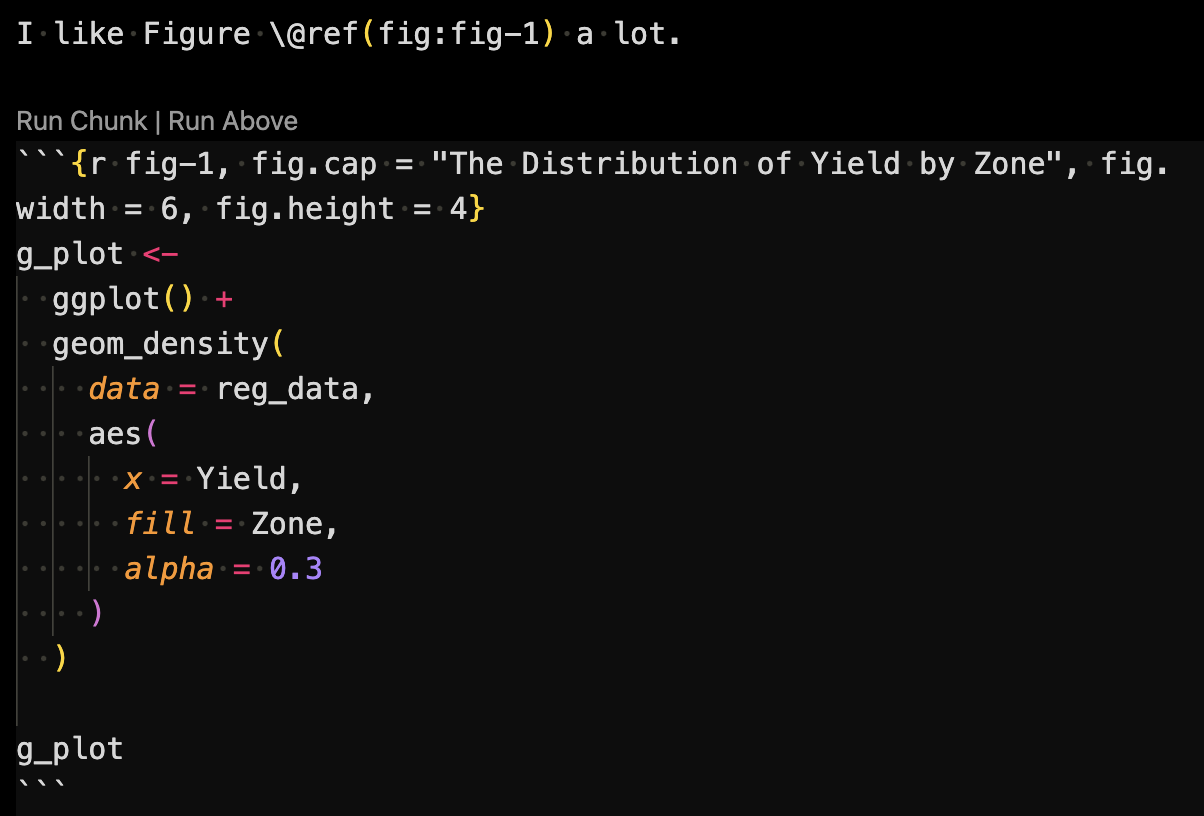 I like Figure \@ref(fig:fig-1) a lot.
Run Chunk | Run Above
```{r fig-1, fig.cap = "The Distribution of Yield by Zone", fig.
width = 6, fig.height = 4}
g_plot <-
  ggplot() +
  geom_density(
    data = reg_data,
    aes(
      x = Yield,
      fill = Zone,
      alpha = 0.3
    )
  )

g_plot
```